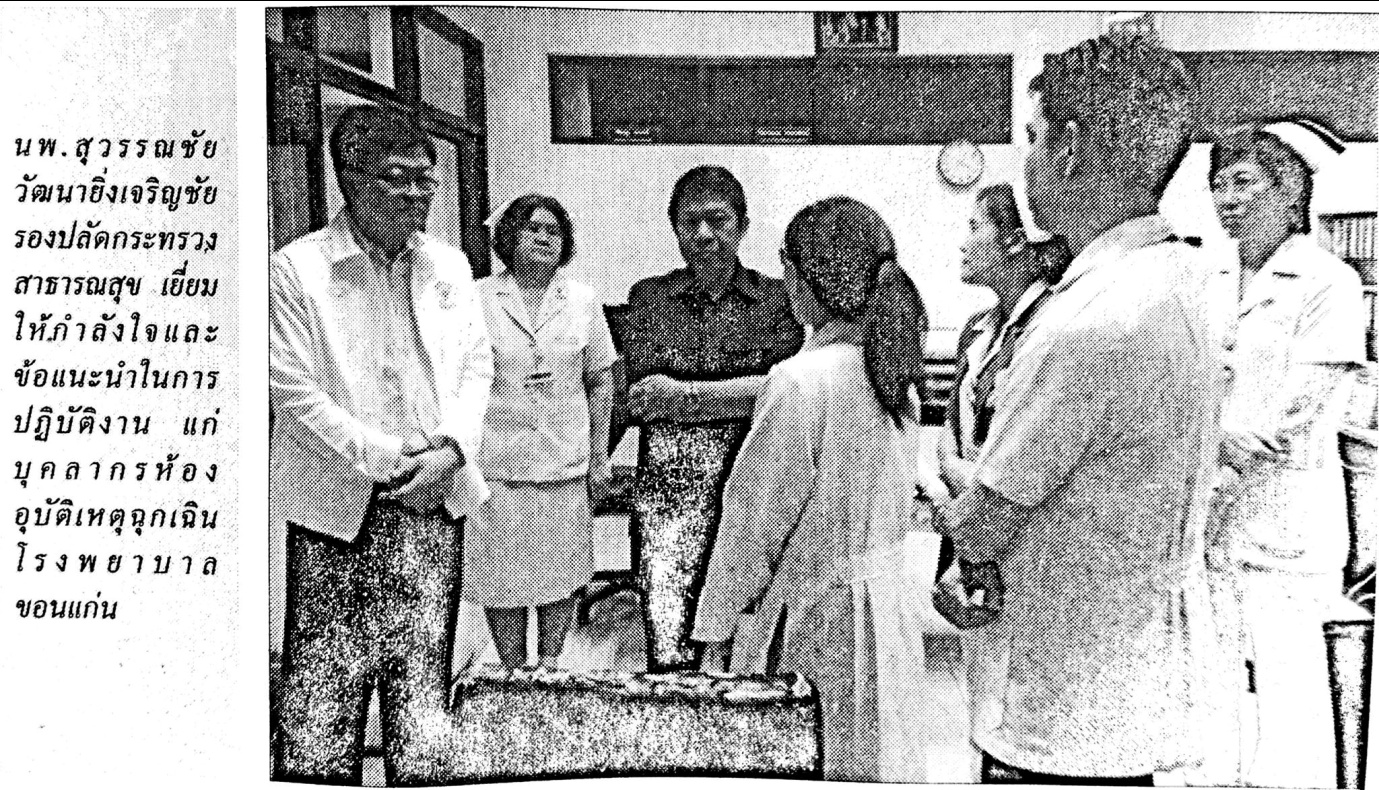 นพ.สุวรรณชัย
วัฒนายิ่งเจริญชัย
รองปลัดกระทรวง
สาธารณสุข เยี่ยม
ให้กำลังใจและ
ข้อแนะนำในการ
ปฏิบัติงาน แก่
บุคลากรห้อง
อุบัติเหตุฉุกเฉิน
โรงพยาบาล
ขอนแก่น